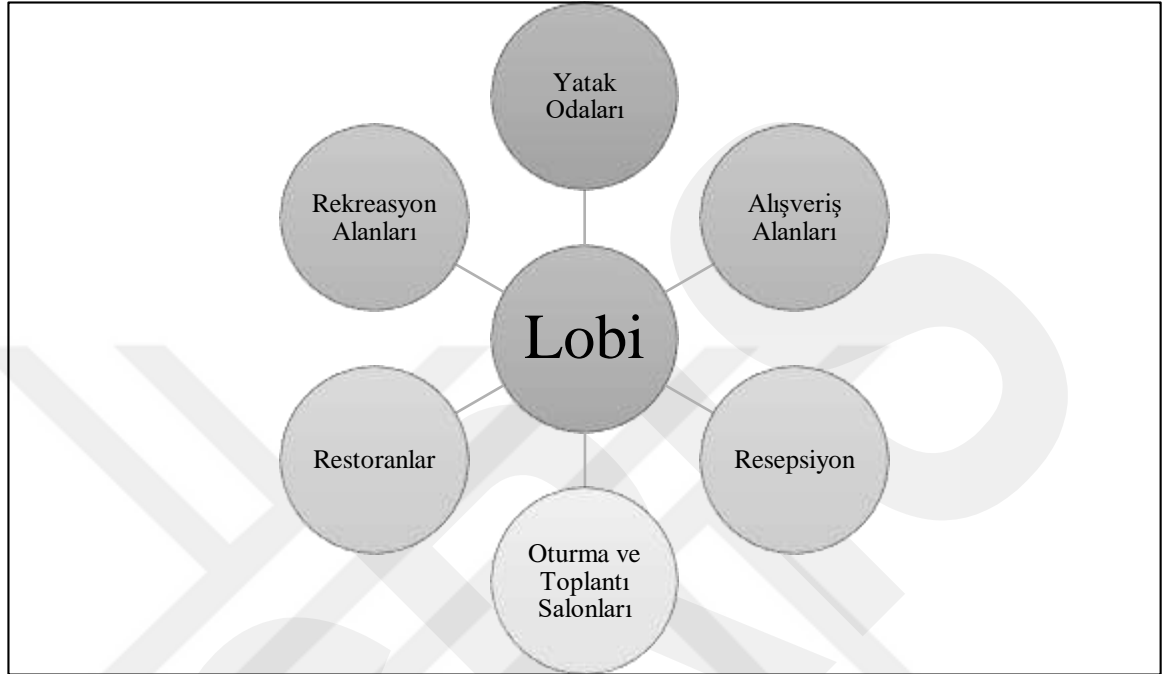 Yatak
Odaları
Rekreasyon
Alanları
Alışveriş
Alanları
Lobi
Restoranlar
Resepsiyon
Oturma ve
Toplantı
Salonları